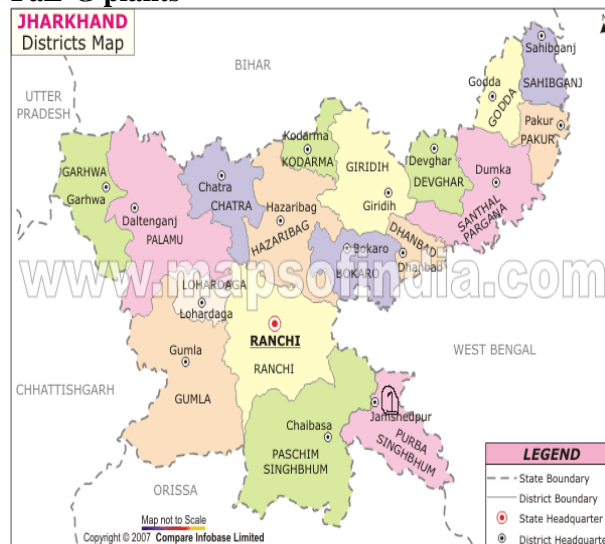 JHARKHAND
Districts Map
BIHAR
UTTER
PRADESH
Sahibganj
SAHIBGANJ
Godda
GODDA
Pakur
PAKUR
Kodarma
KODARMA
GIRIDIH
Giridih
Devghar
DEVGHAR
Dumka
SANTHAL
PARGANA
GARHWA
Garhwa
Daltenganj
PALAMU
Chatra
CHATRA
Hazaribag
HAZARIBAG
Bokaro
BOKARO
DHANBAD
Dhanbad
www.mapsofindia.com
LOHARDAGA
Lohardaga
RANCHI
RANCHI
WEST BENGAL
Gumla
GUMLA
CHHATTISHGARH
Jamshedpur
PURBA
SINGHBHUM
Chaibasa
PASCHIM
SINGHBHUM
ORISSA
LEGEND
State Boundary
District Boundary
State Headquarter
District Headquarte
Map not to Scale
Copyright © 2007 Compare Infobase Limited